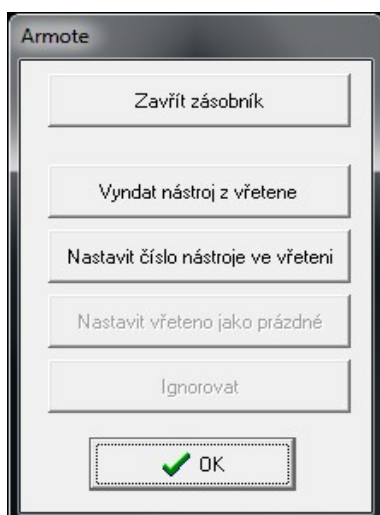 Armote
Zavřít zásobník
Vyndat nástroj z vřetene
Nastavit číslo nástroje ve vřeteni
Nastavit vřeteno jako prázdné
Ignorovat
OK